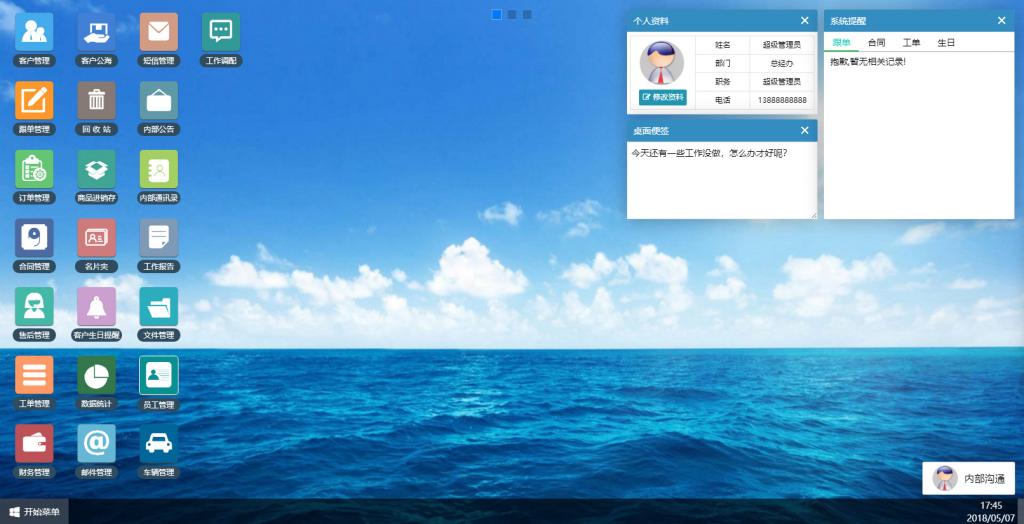 客户管理
客户公海
短信管理
工作调配
跟单管理
回 收 站
内部公告
订单管理
商品进销存
内部通讯录
合同管理
名片夹
工作报告
售后管理
客户生日提醒
文件管理
工单管理
数据统计
员工管理
财务管理
邮件管理
车辆管理
个人资料
姓名 超级管理员
部门 总经办
职务 超级管理员
电话 13888888888
修改资料
桌面便签
今天还有一些工作没做，怎么办才好呢？
系统提醒
跟单 合同 工单 生日
抱歉,暂无相关记录!
内部沟通
开始菜单
17:45
2018/05/07